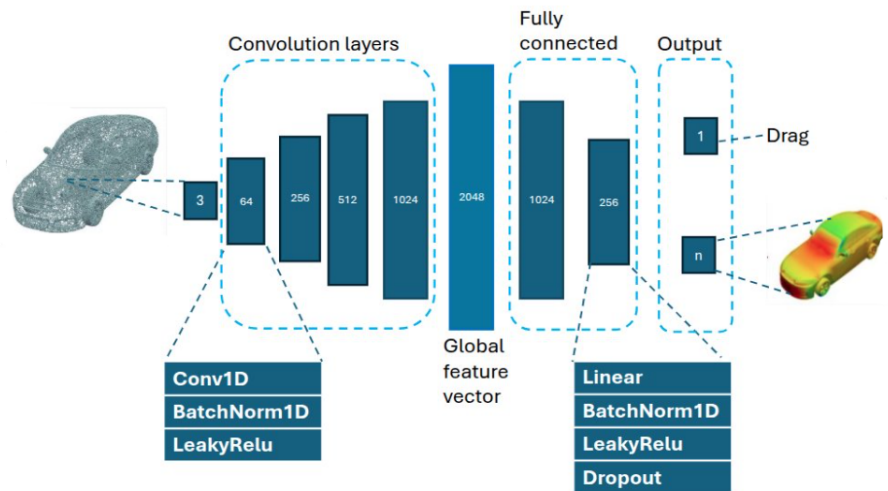 Convolution layers
Fully
connected
Output
3
64
256
512
1024
2048
1024
256
1
Drag
n
Global
feature
vector
Conv1D
BatchNorm1D
LeakyRelu
Linear
BatchNorm1D
LeakyRelu
Dropout